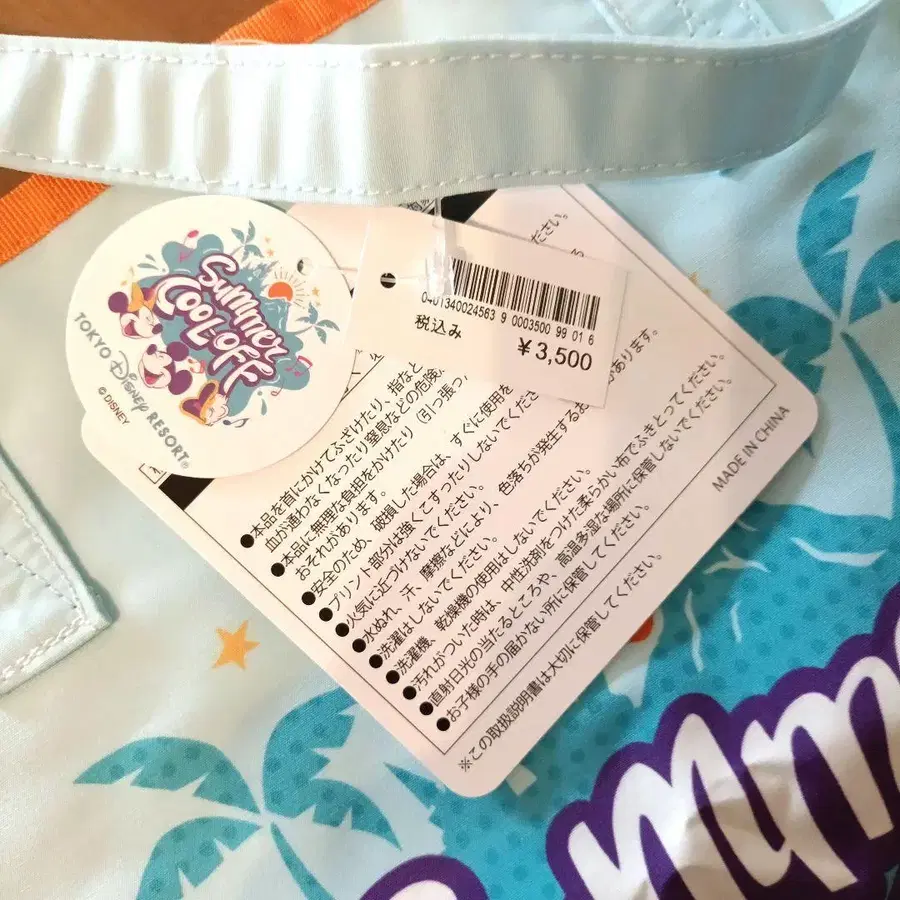 Summer
COOL OFF
TOKYO DISNEY RESORT®
©DISNEY
0401340024563 9 0003500 99 01 6
税込み
¥3,500
ください。
●本品を首にかけてふざけたり、指など
血が通わなくなったり窒息などの危険
●本品に無理な負担をかけたり(引っ張っ
おそれがあります。
●安全のため、破損した場合は、すぐに使用を
●プリント部分は強くこすったりしないでくださ
●火気に近づけないでください。
●水ぬれ、汗、摩擦などにより、色落ちが発生するお
があります。
●洗濯はしないでください。
●洗濯機、乾燥機の使用はしないでください。
●汚れがついた時は、中性洗剤をつけた柔らかい布でふきとってください。
●直射日光の当たるところや、高温多湿な場所に保管しないでください。
●お子様の手の届かない所に保管してください。
※この取扱説明書は大切に保管してください。
MADE IN CHINA